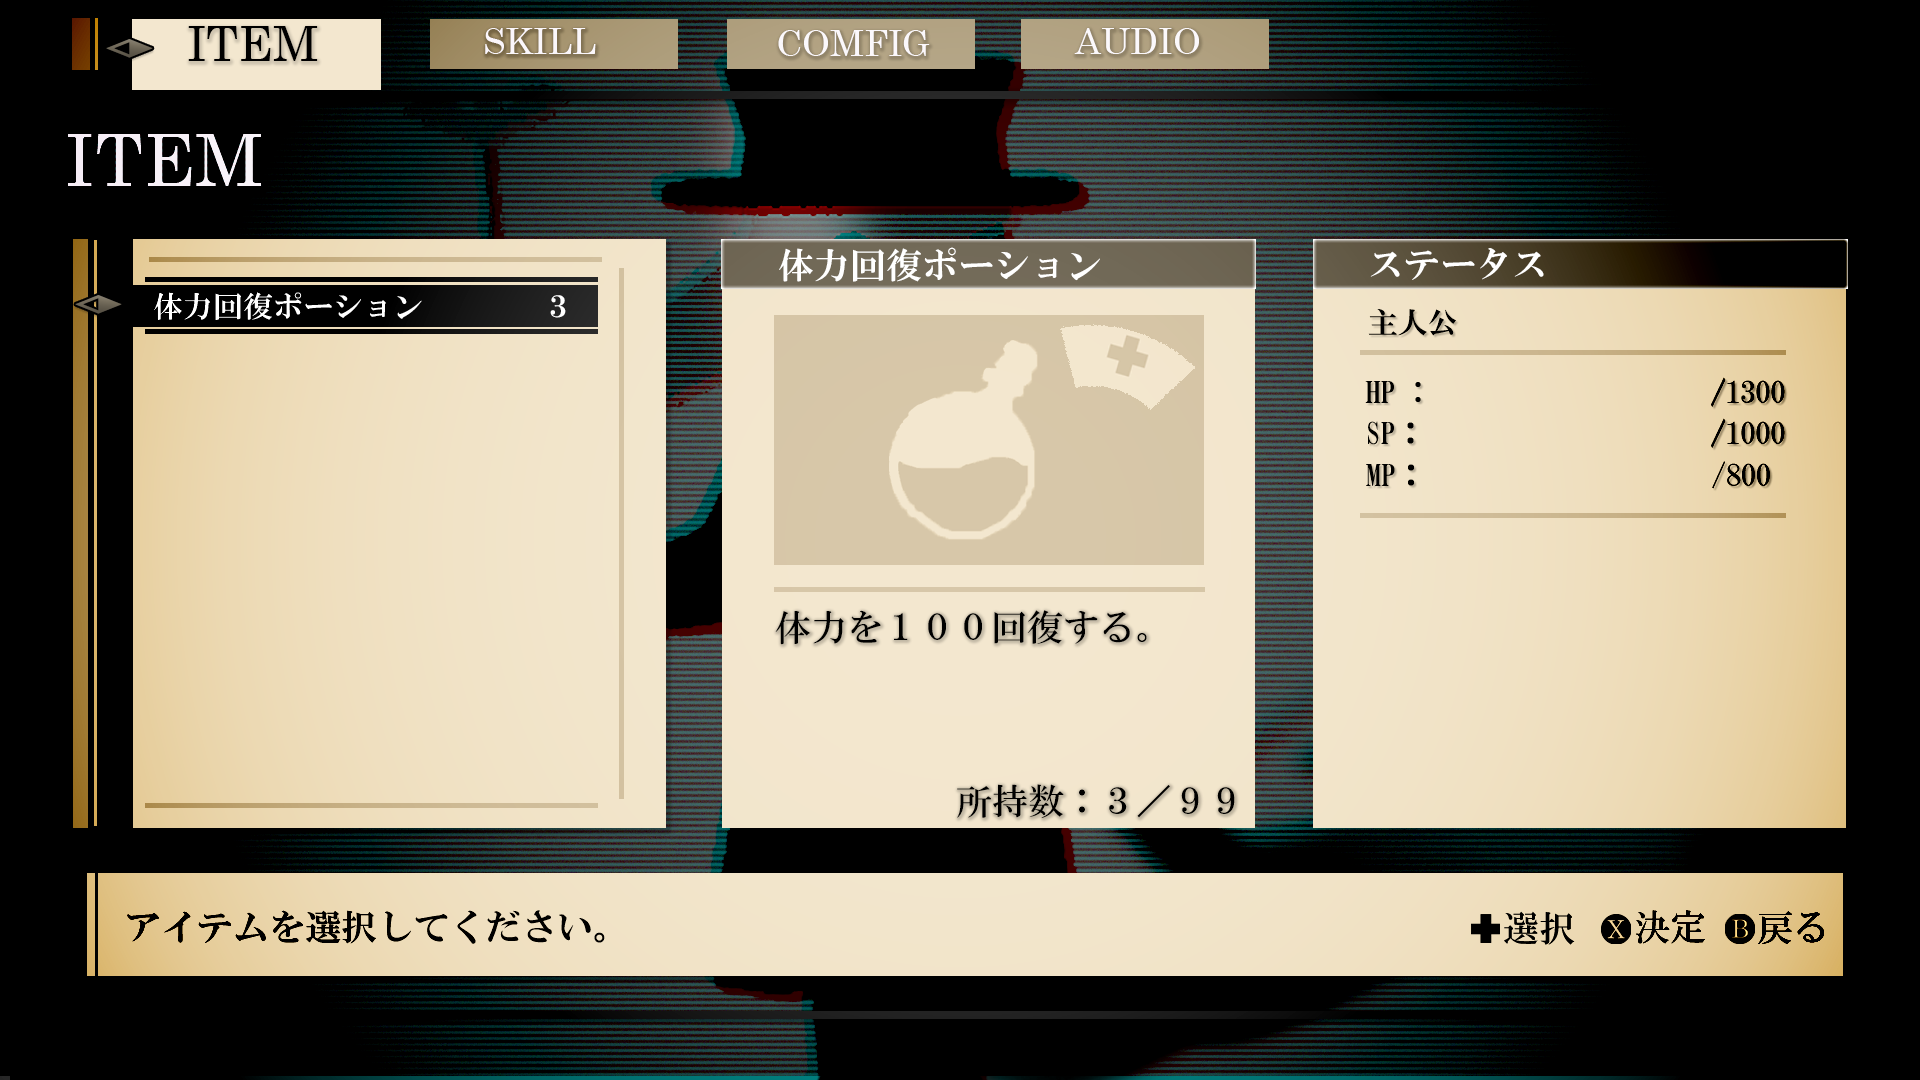 ITEM SKILL COMFIG AUDIO
ITEM
体力回復ポーション 3
体力回復ポーション
体力を１００回復する。
所持数：３／９９
ステータス
主人公
HP ： /1300
SP： /1000
MP： /800
アイテムを選択してください。
✚選択 Ⓧ決定 Ⓑ戻る